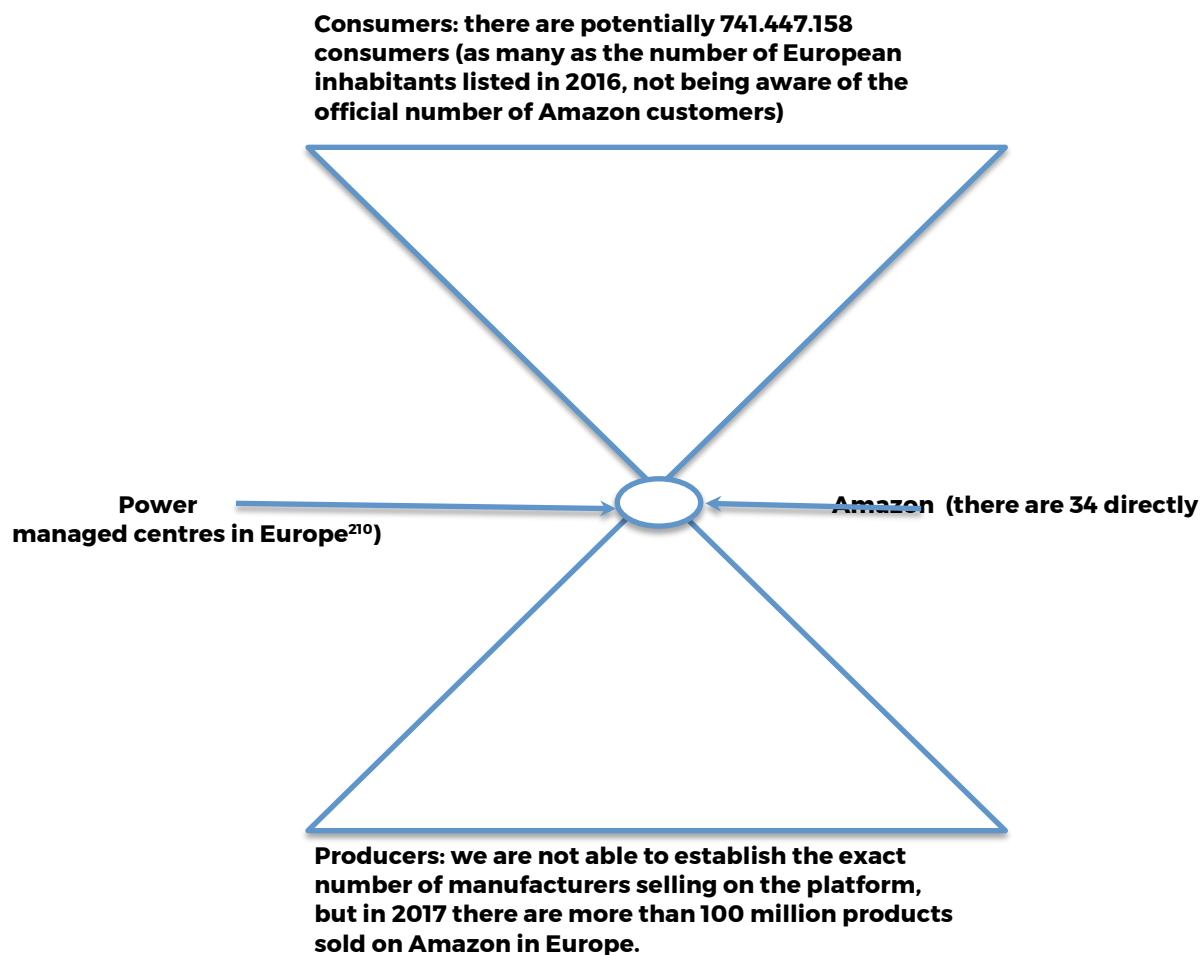 Consumers: there are potentially 741.447.158
consumers (as many as the number of European
inhabitants listed in 2016, not being aware of the
official number of Amazon customers)
Power Amazon (there are 34 directly
managed centres in Europe²¹⁰)
Producers: we are not able to establish the exact
number of manufacturers selling on the platform,
but in 2017 there are more than 100 million products
sold on Amazon in Europe.